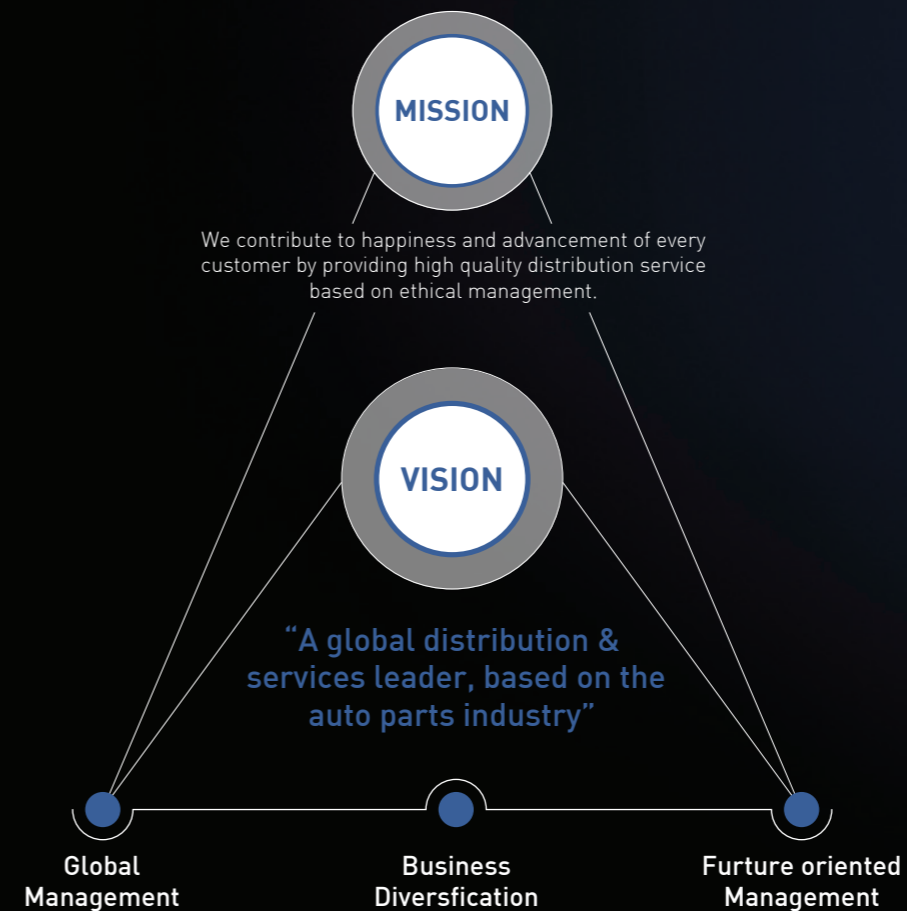 MISSION
We contribute to happiness and advancement of every
customer by providing high quality distribution service
based on ethical management.
VISION
“A global distribution &
services leader, based on the
auto parts industry”
Global
Management
Business
Diversfication
Furture oriented
Management